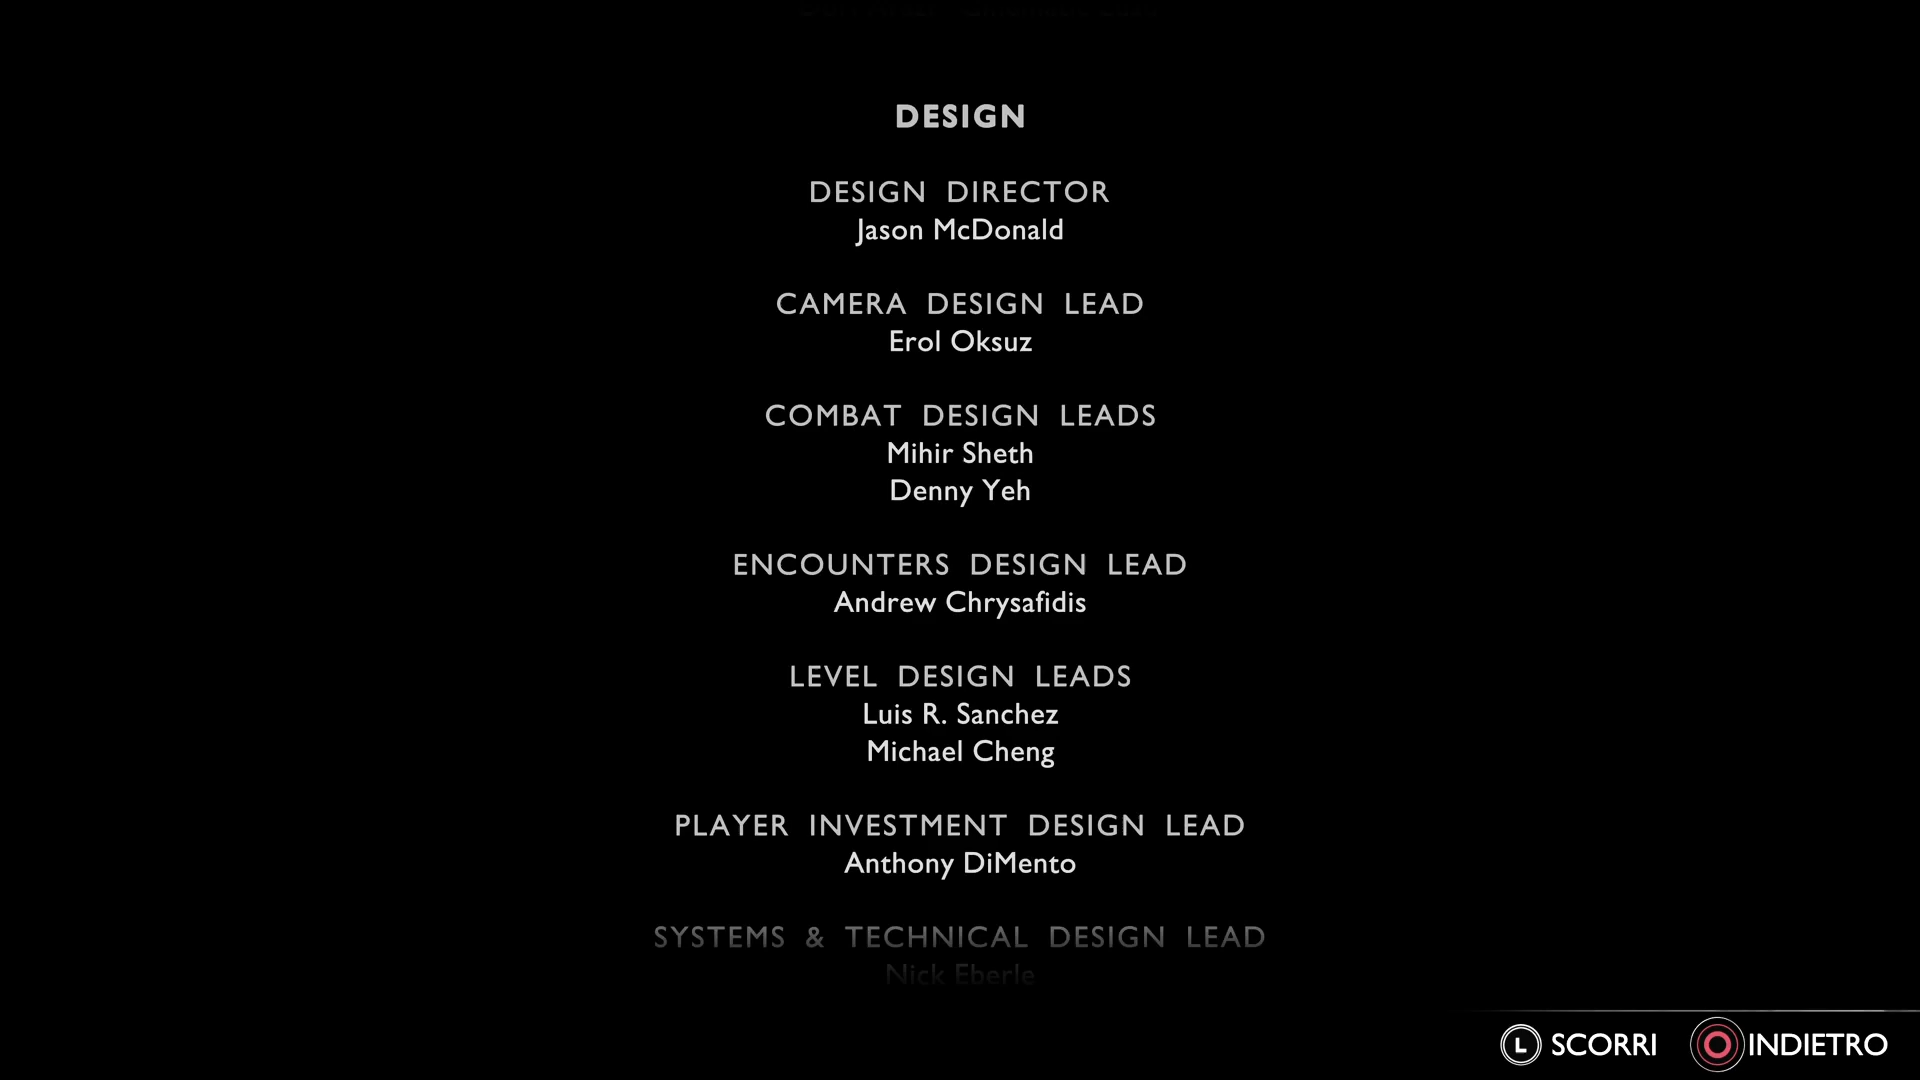 DESIGN
DESIGN DIRECTOR
Jason McDonald
CAMERA DESIGN LEAD
Erol Oksuz
COMBAT DESIGN LEADS
Mihir Sheth
Denny Yeh
ENCOUNTERS DESIGN LEAD
Andrew Chrysafidis
LEVEL DESIGN LEADS
Luis R. Sanchez
Michael Cheng
PLAYER INVESTMENT DESIGN LEAD
Anthony DiMento
SYSTEMS & TECHNICAL DESIGN LEAD
Nick Eberle
L SCORRI INDIETRO